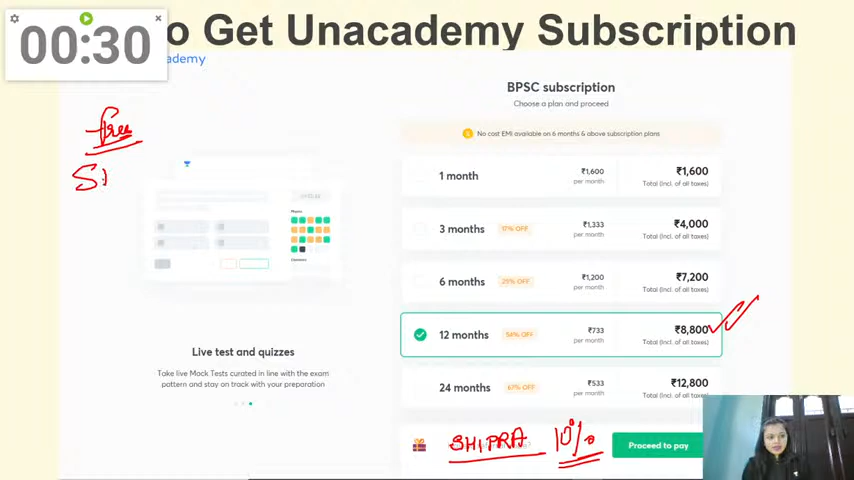 00:30
o Get Unacademy Subscription
ademy
BPSC subscription
Choose a plan and proceed
No cost EMI available on 6 months & above subscription plans
free
1 month ₹1,600 per month ₹1,600 Total (Incl. of all taxes)
3 months 17% OFF ₹1,333 per month ₹4,000 Total (Incl. of all taxes)
6 months 25% OFF ₹1,200 per month ₹7,200 Total (Incl. of all taxes)
12 months 54% OFF ₹733 per month ₹8,800 Total (Incl. of all taxes)
24 months 67% OFF ₹533 per month ₹12,800 Total (Incl. of all taxes)
Live test and quizzes
Take live Mock Tests curated in line with the exam
pattern and stay on track with your preparation
SHIPRA 10%
Proceed to pay